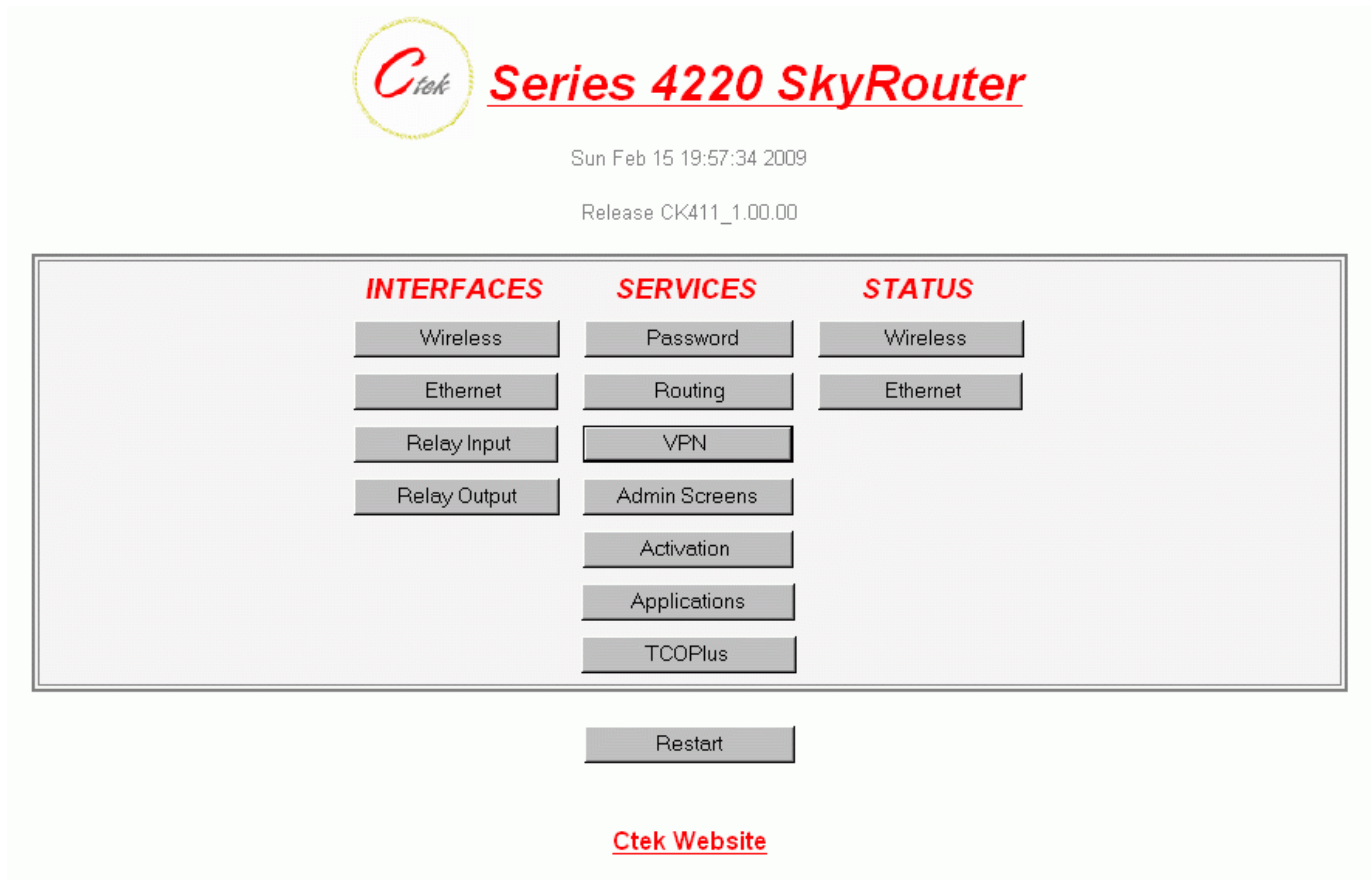 Ctek Series 4220 SkyRouter
Sun Feb 15 19:57:34 2009
Release CK411_1.00.00
INTERFACES SERVICES STATUS
Wireless Password Wireless
Ethernet Routing Ethernet
Relay Input VPN
Relay Output Admin Screens
Activation
Applications
TCOPlus
Restart
Ctek Website